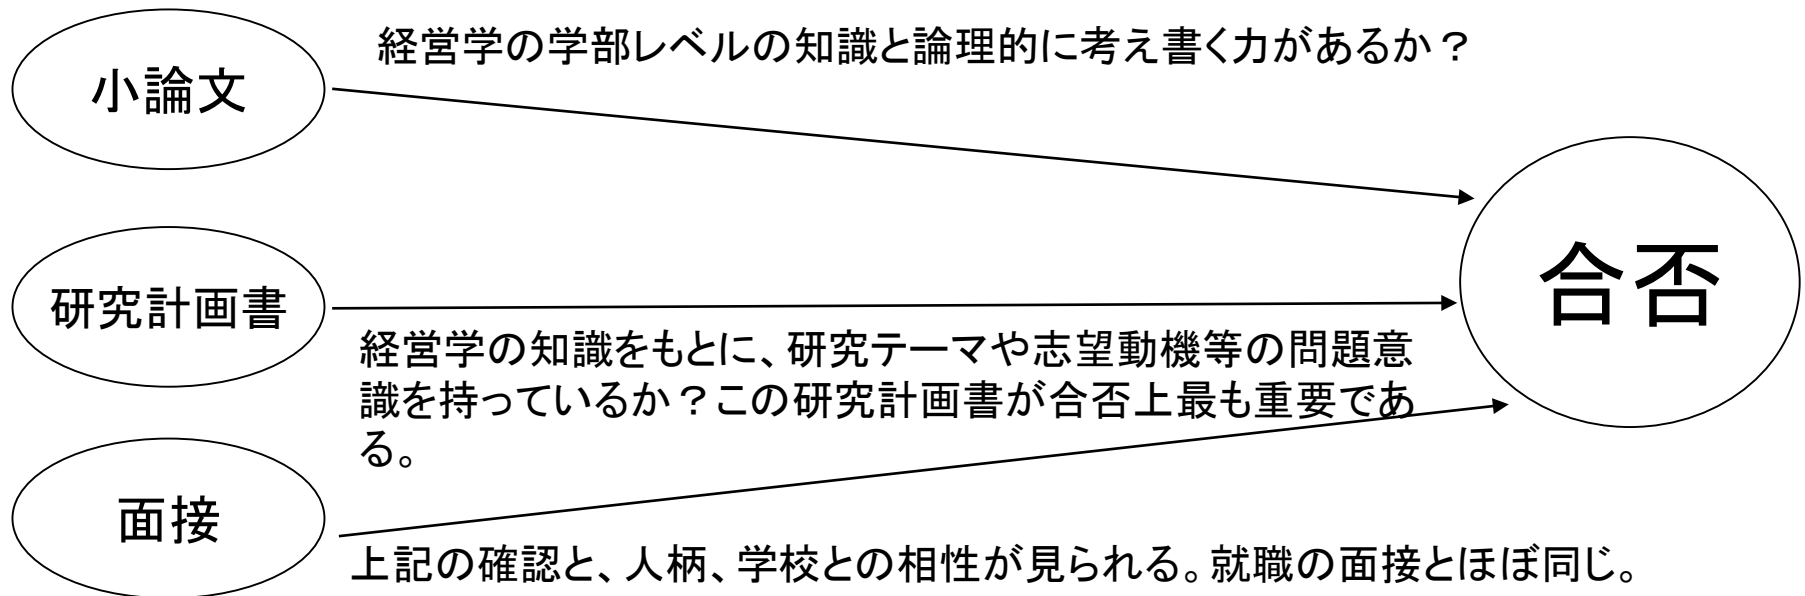 経営学の学部レベルの知識と論理的に考え書く力があるか？
小論文
合否
研究計画書
経営学の知識をもとに、研究テーマや志望動機等の問題意
識を持っているか？この研究計画書が合否上最も重要であ
る。
面接
上記の確認と、人柄、学校との相性が見られる。就職の面接とほぼ同じ。